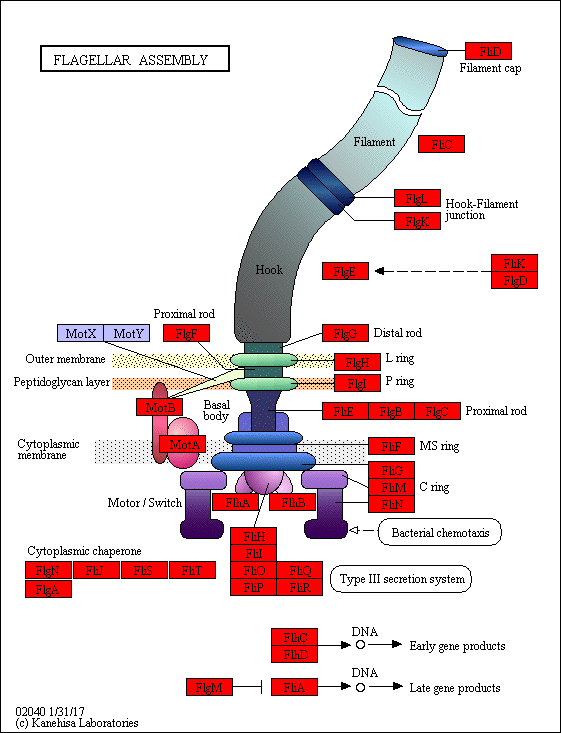 FLAGELLAR ASSEMBLY
FliD
Filament cap
Filament
FliC
FlgL
FlgK
Hook-Filament
junction
Hook
FlgE
FliK
FlgD
Proximal rod
MotX MotY FlgF
FlgG Distal rod
Outer membrane
FlgH L ring
Peptidoglycan layer
FlgI P ring
MotB
Basal
body
FliE FlgB FlgC Proximal rod
Cytoplasmic
membrane
MotA
FliF MS ring
FliG
FliM
FliN
C ring
Motor / Switch
FlhA FlhB
Bacterial chemotaxis
FliH
FliI
FliO FliQ
FliP FliR
Type III secretion system
Cytoplasmic chaperone
FlgN FliJ FliS FliT
FlgA
FlhC
FlhD
DNA
Early gene products
FlgM FliA
DNA
Late gene products
02040 1/31/17
(c) Kanehisa Laboratories